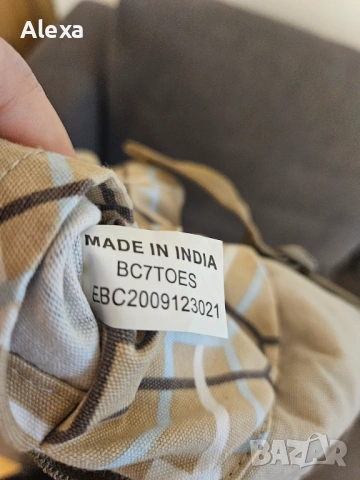 Alexa
MADE IN INDIA
BC7TOES
EBC2009123021
BAZAR